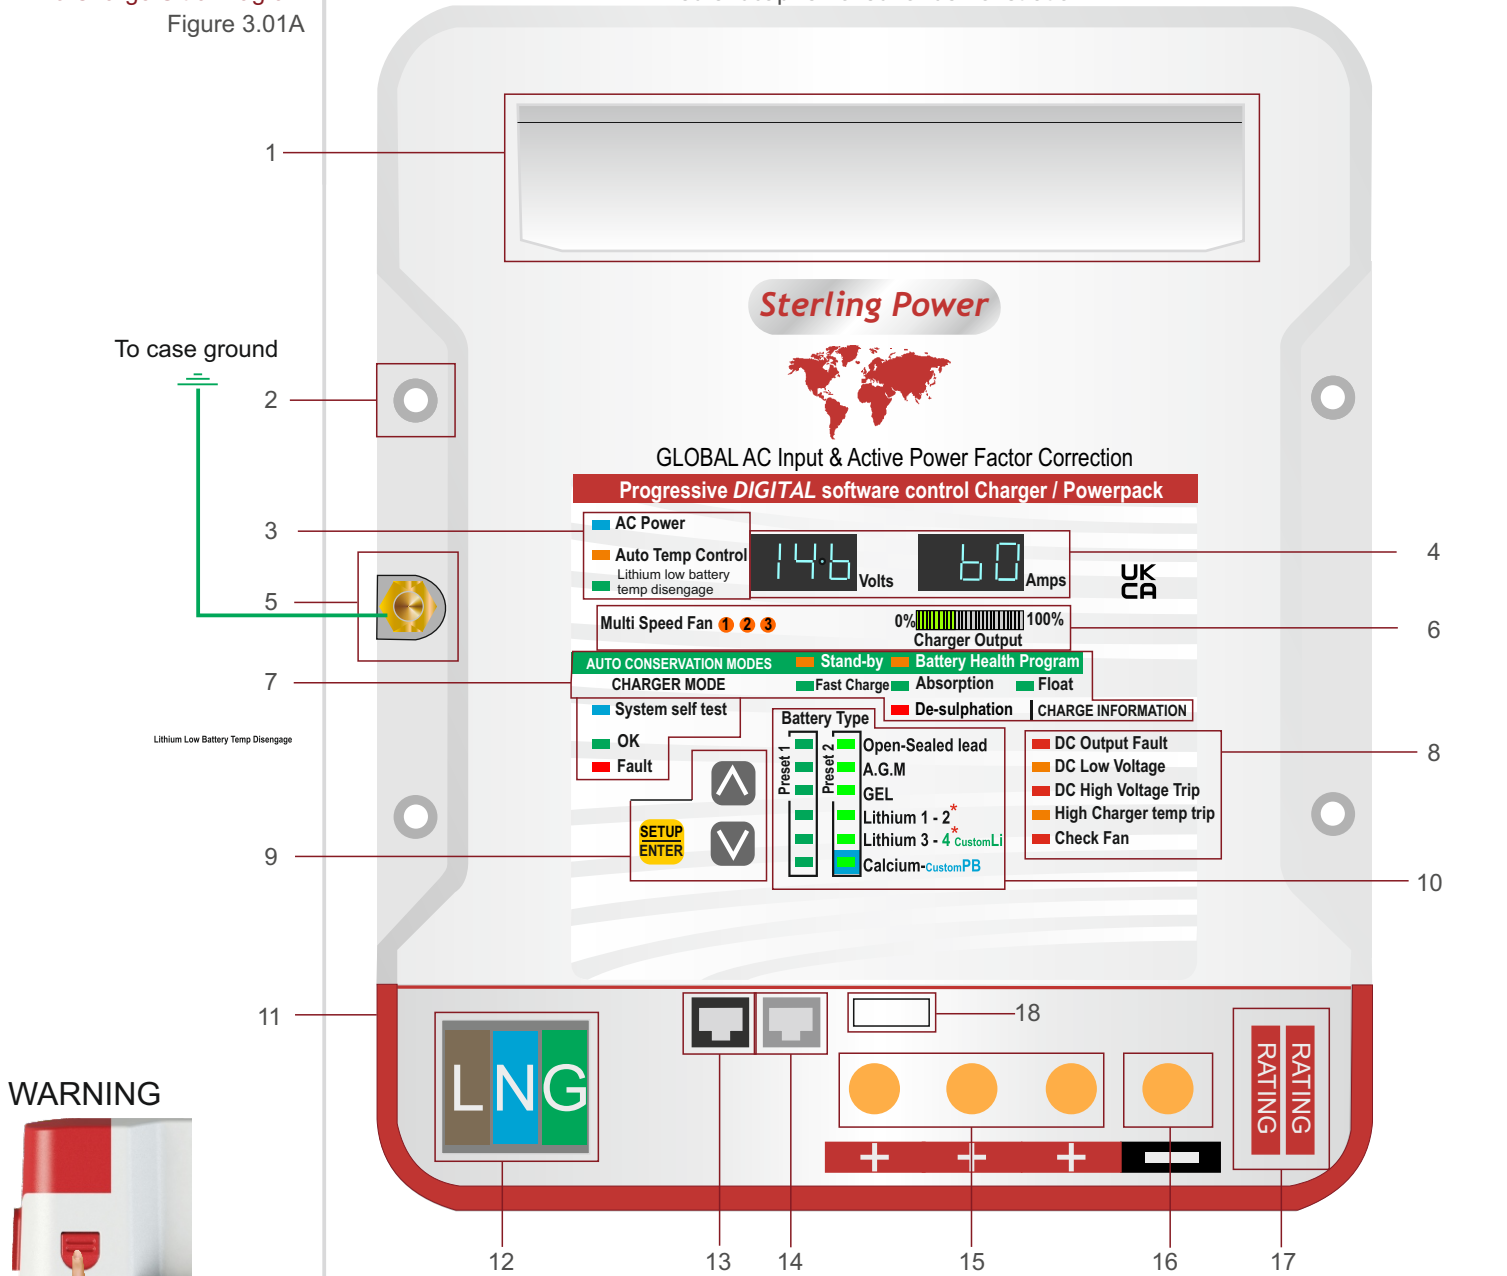 Figure 3.01A
1
Sterling Power
To case ground
2
GLOBAL AC Input & Active Power Factor Correction
Progressive DIGITAL software control Charger / Powerpack
3
AC Power
Auto Temp Control
Lithium low battery
temp disengage
14.6 Volts
60 Amps
4
UK
CA
5
Multi Speed Fan 1 2 3
0% 100%
Charger Output
6
7
AUTO CONSERVATION MODES Stand-by Battery Health Program
CHARGER MODE Fast Charge Absorption Float
De-sulphation CHARGE INFORMATION
System self test
OK
Fault
Lithium Low Battery Temp Disengage
Battery Type
Preset 1
Preset 2
Open-Sealed lead
A.G.M
GEL
Lithium 1 - 2*
Lithium 3 - 4* CustomLi
Calcium-CustomPB
DC Output Fault
DC Low Voltage
DC High Voltage Trip
High Charger temp trip
Check Fan
8
9
SETUP
ENTER
10
11
18
L N G
RATING
RATING
+ + + -
WARNING
12 13 14 15 16 17